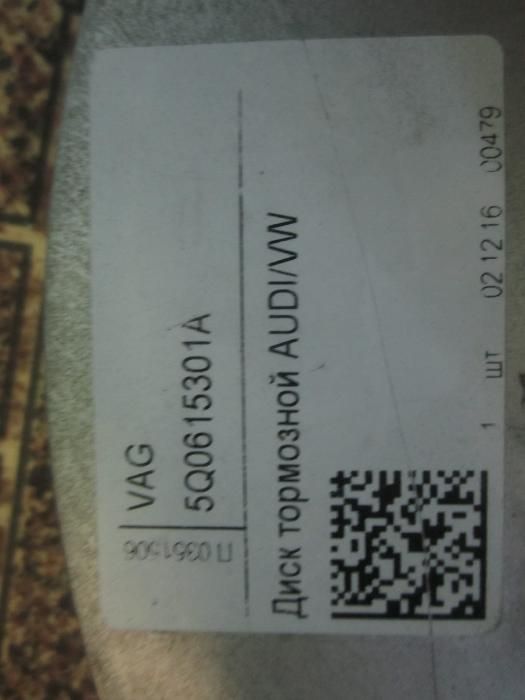 VAG
5Q0615301A
П 0361506
Диск тормозной AUDI/VW
1 шт 02 12 16 00479